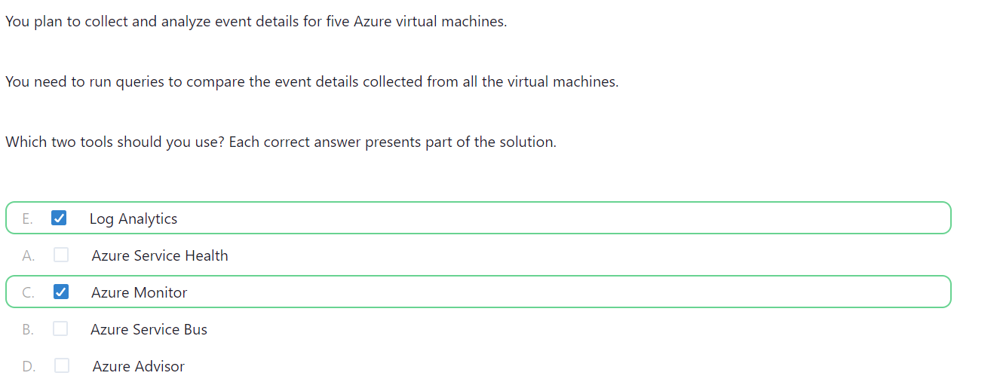 You plan to collect and analyze event details for five Azure virtual machines.
You need to run queries to compare the event details collected from all the virtual machines.
Which two tools should you use? Each correct answer presents part of the solution.
E. Log Analytics
A. Azure Service Health
C. Azure Monitor
B. Azure Service Bus
D. Azure Advisor